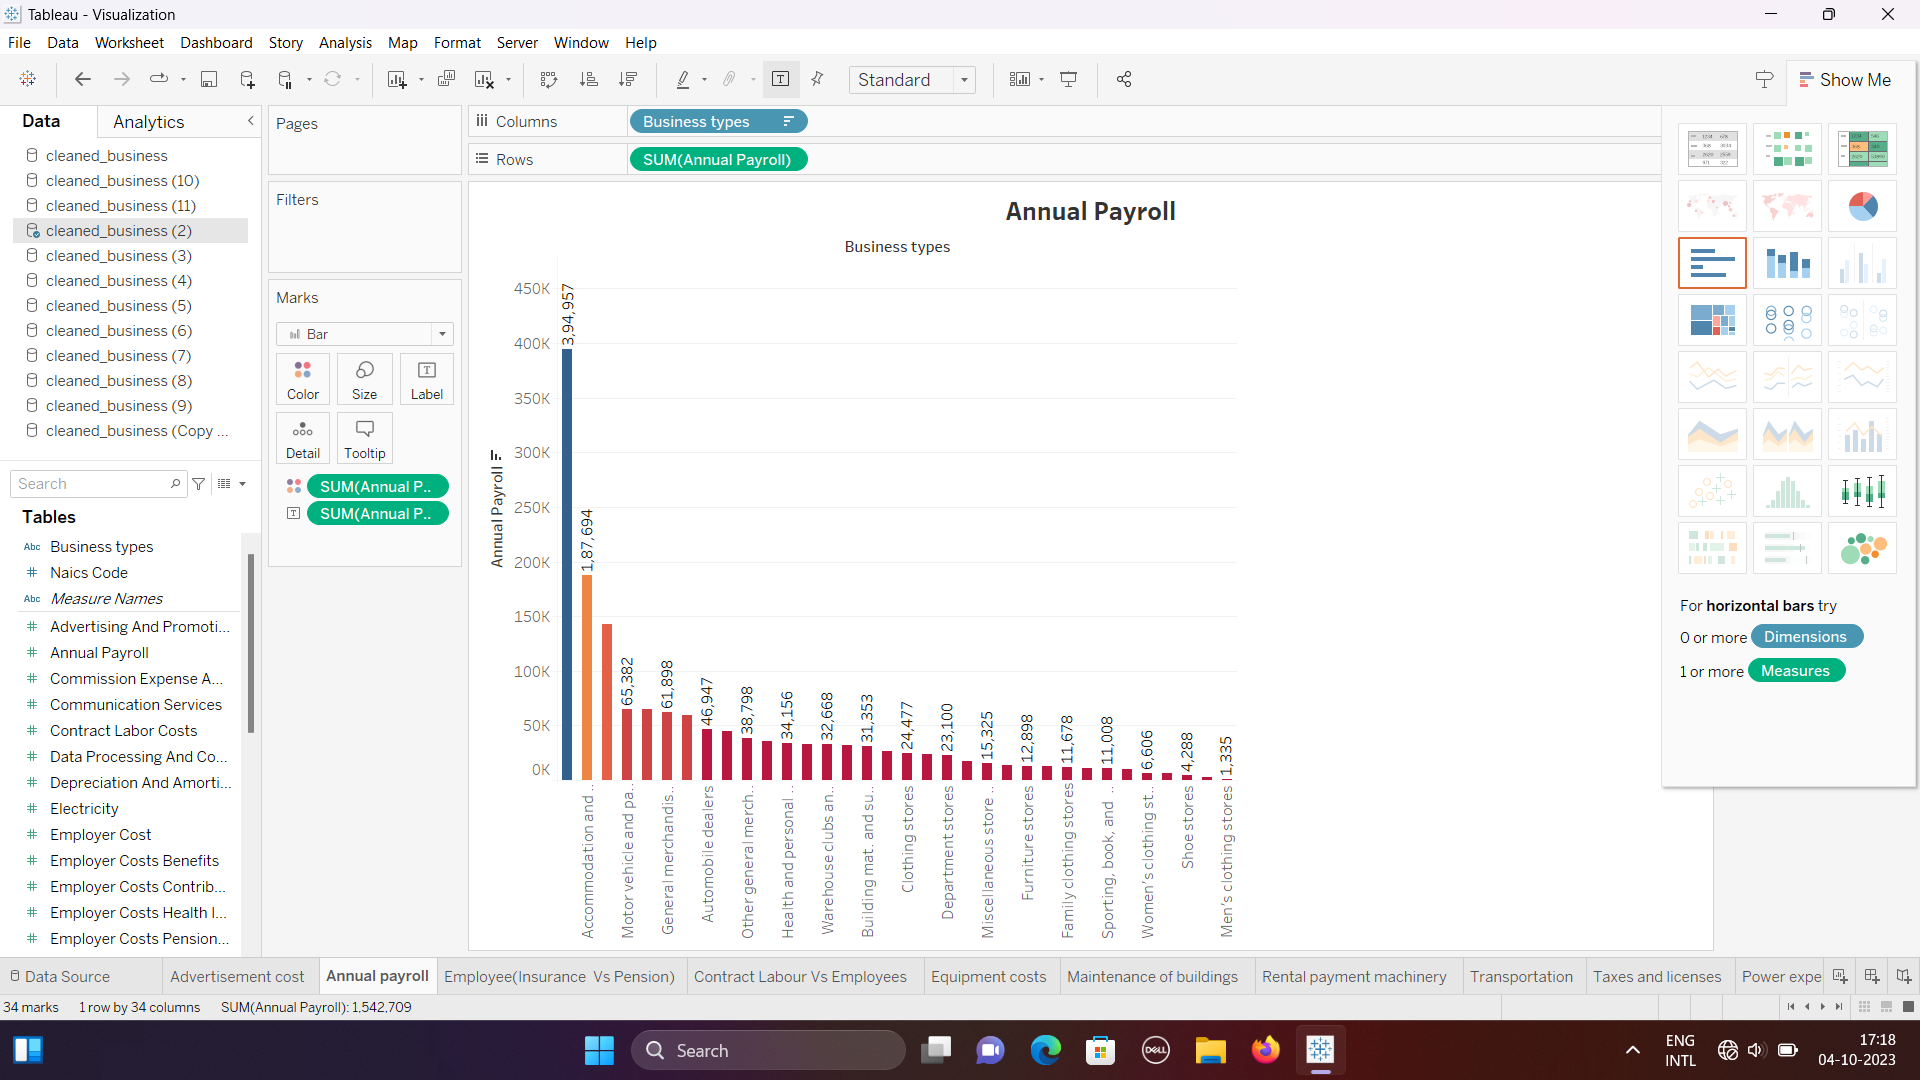 Tableau - Visualization
File Data Worksheet Dashboard Story Analysis Map Format Server Window Help
Standard
Show Me
Data Analytics
cleaned_business
cleaned_business (10)
cleaned_business (11)
cleaned_business (2)
cleaned_business (3)
cleaned_business (4)
cleaned_business (5)
cleaned_business (6)
cleaned_business (7)
cleaned_business (8)
cleaned_business (9)
cleaned_business (Copy ...
Search
Tables
Abc Business types
# Naics Code
Abc Measure Names
# Advertising And Promoti...
# Annual Payroll
# Commission Expense A...
# Communication Services
# Contract Labor Costs
# Data Processing And Co...
# Depreciation And Amorti...
# Electricity
# Employer Cost
# Employer Costs Benefits
# Employer Costs Contrib...
# Employer Costs Health I...
# Employer Costs Pension...
Pages
Filters
Marks
Bar
Color Size Label
Detail Tooltip
SUM(Annual P..
SUM(Annual P..
Columns Business types
Rows SUM(Annual Payroll)
Annual Payroll
Business types
Annual Payroll
450K
400K
350K
300K
250K
200K
150K
100K
50K
0K
3,94,957
1,87,694
65,382
61,898
46,947
38,798
34,156
32,668
31,353
24,477
23,100
15,325
12,898
11,678
11,008
6,606
4,288
1,335
Accommodation and ..
Motor vehicle and pa..
General merchandis..
Automobile dealers
Other general merch..
Health and personal ..
Warehouse clubs an..
Building mat. and su..
Clothing stores
Department stores
Miscellaneous store ..
Furniture stores
Family clothing stores
Sporting, book, and ..
Women's clothing st..
Shoe stores
Men's clothing stores
For horizontal bars try
0 or more Dimensions
1 or more Measures
Data Source Advertisement cost Annual payroll Employee(Insurance Vs Pension) Contract Labour Vs Employees Equipment costs Maintenance of buildings Rental payment machinery Transportation Taxes and licenses Power expe
34 marks 1 row by 34 columns SUM(Annual Payroll): 1,542,709
Search
DELL
ENG
INTL
17:18
04-10-2023